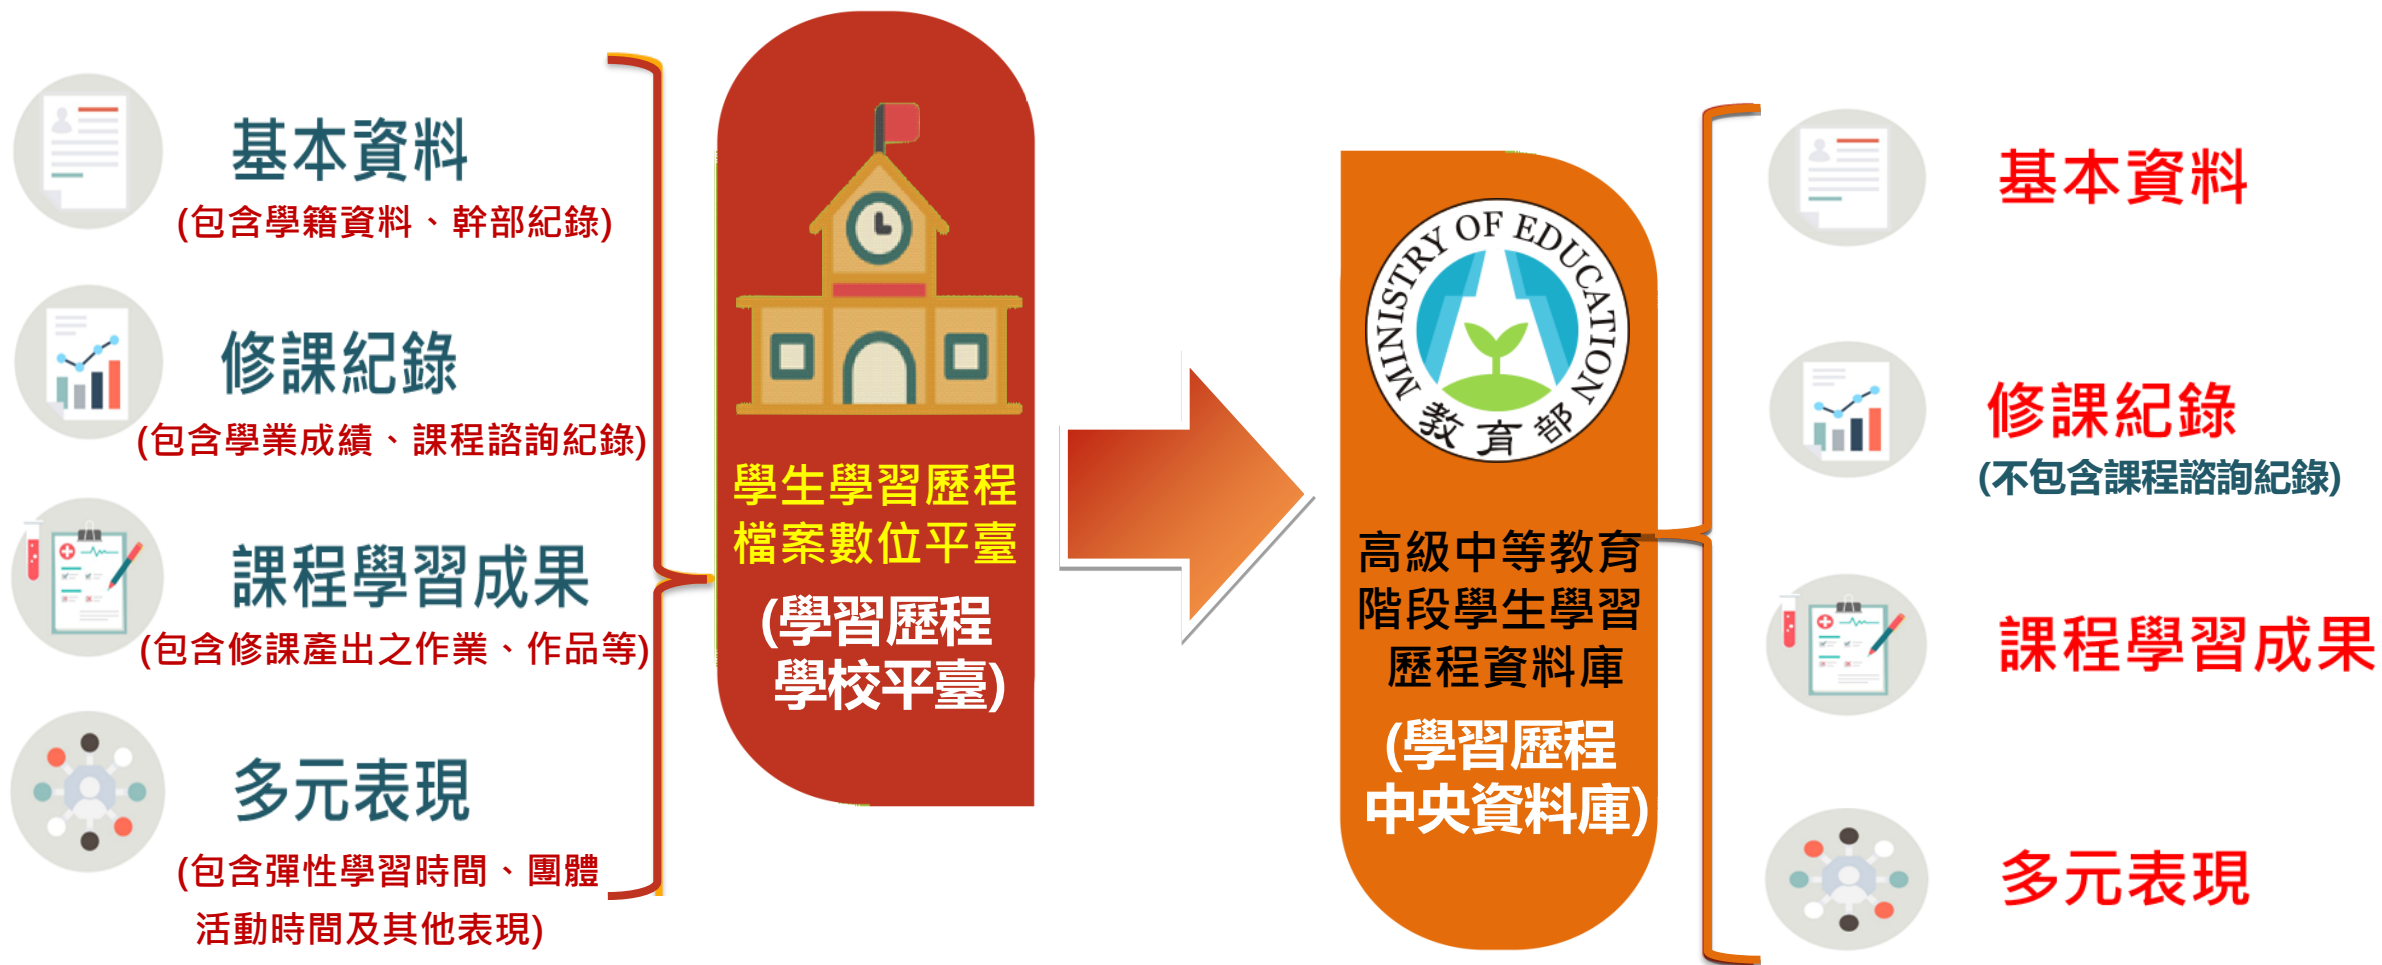 基本資料
(包含學籍資料、幹部紀錄)
修課紀錄
(包含學業成績、課程諮詢紀錄)
課程學習成果
(包含修課產出之作業、作品等)
多元表現
(包含彈性學習時間、團體
活動時間及其他表現)
學生學習歷程
檔案數位平臺
(學習歷程
學校平臺)
MINISTRY OF EDUCATION
教育部
高級中等教育
階段學生學習
歷程資料庫
(學習歷程
中央資料庫)
基本資料
修課紀錄
(不包含課程諮詢紀錄)
課程學習成果
多元表現